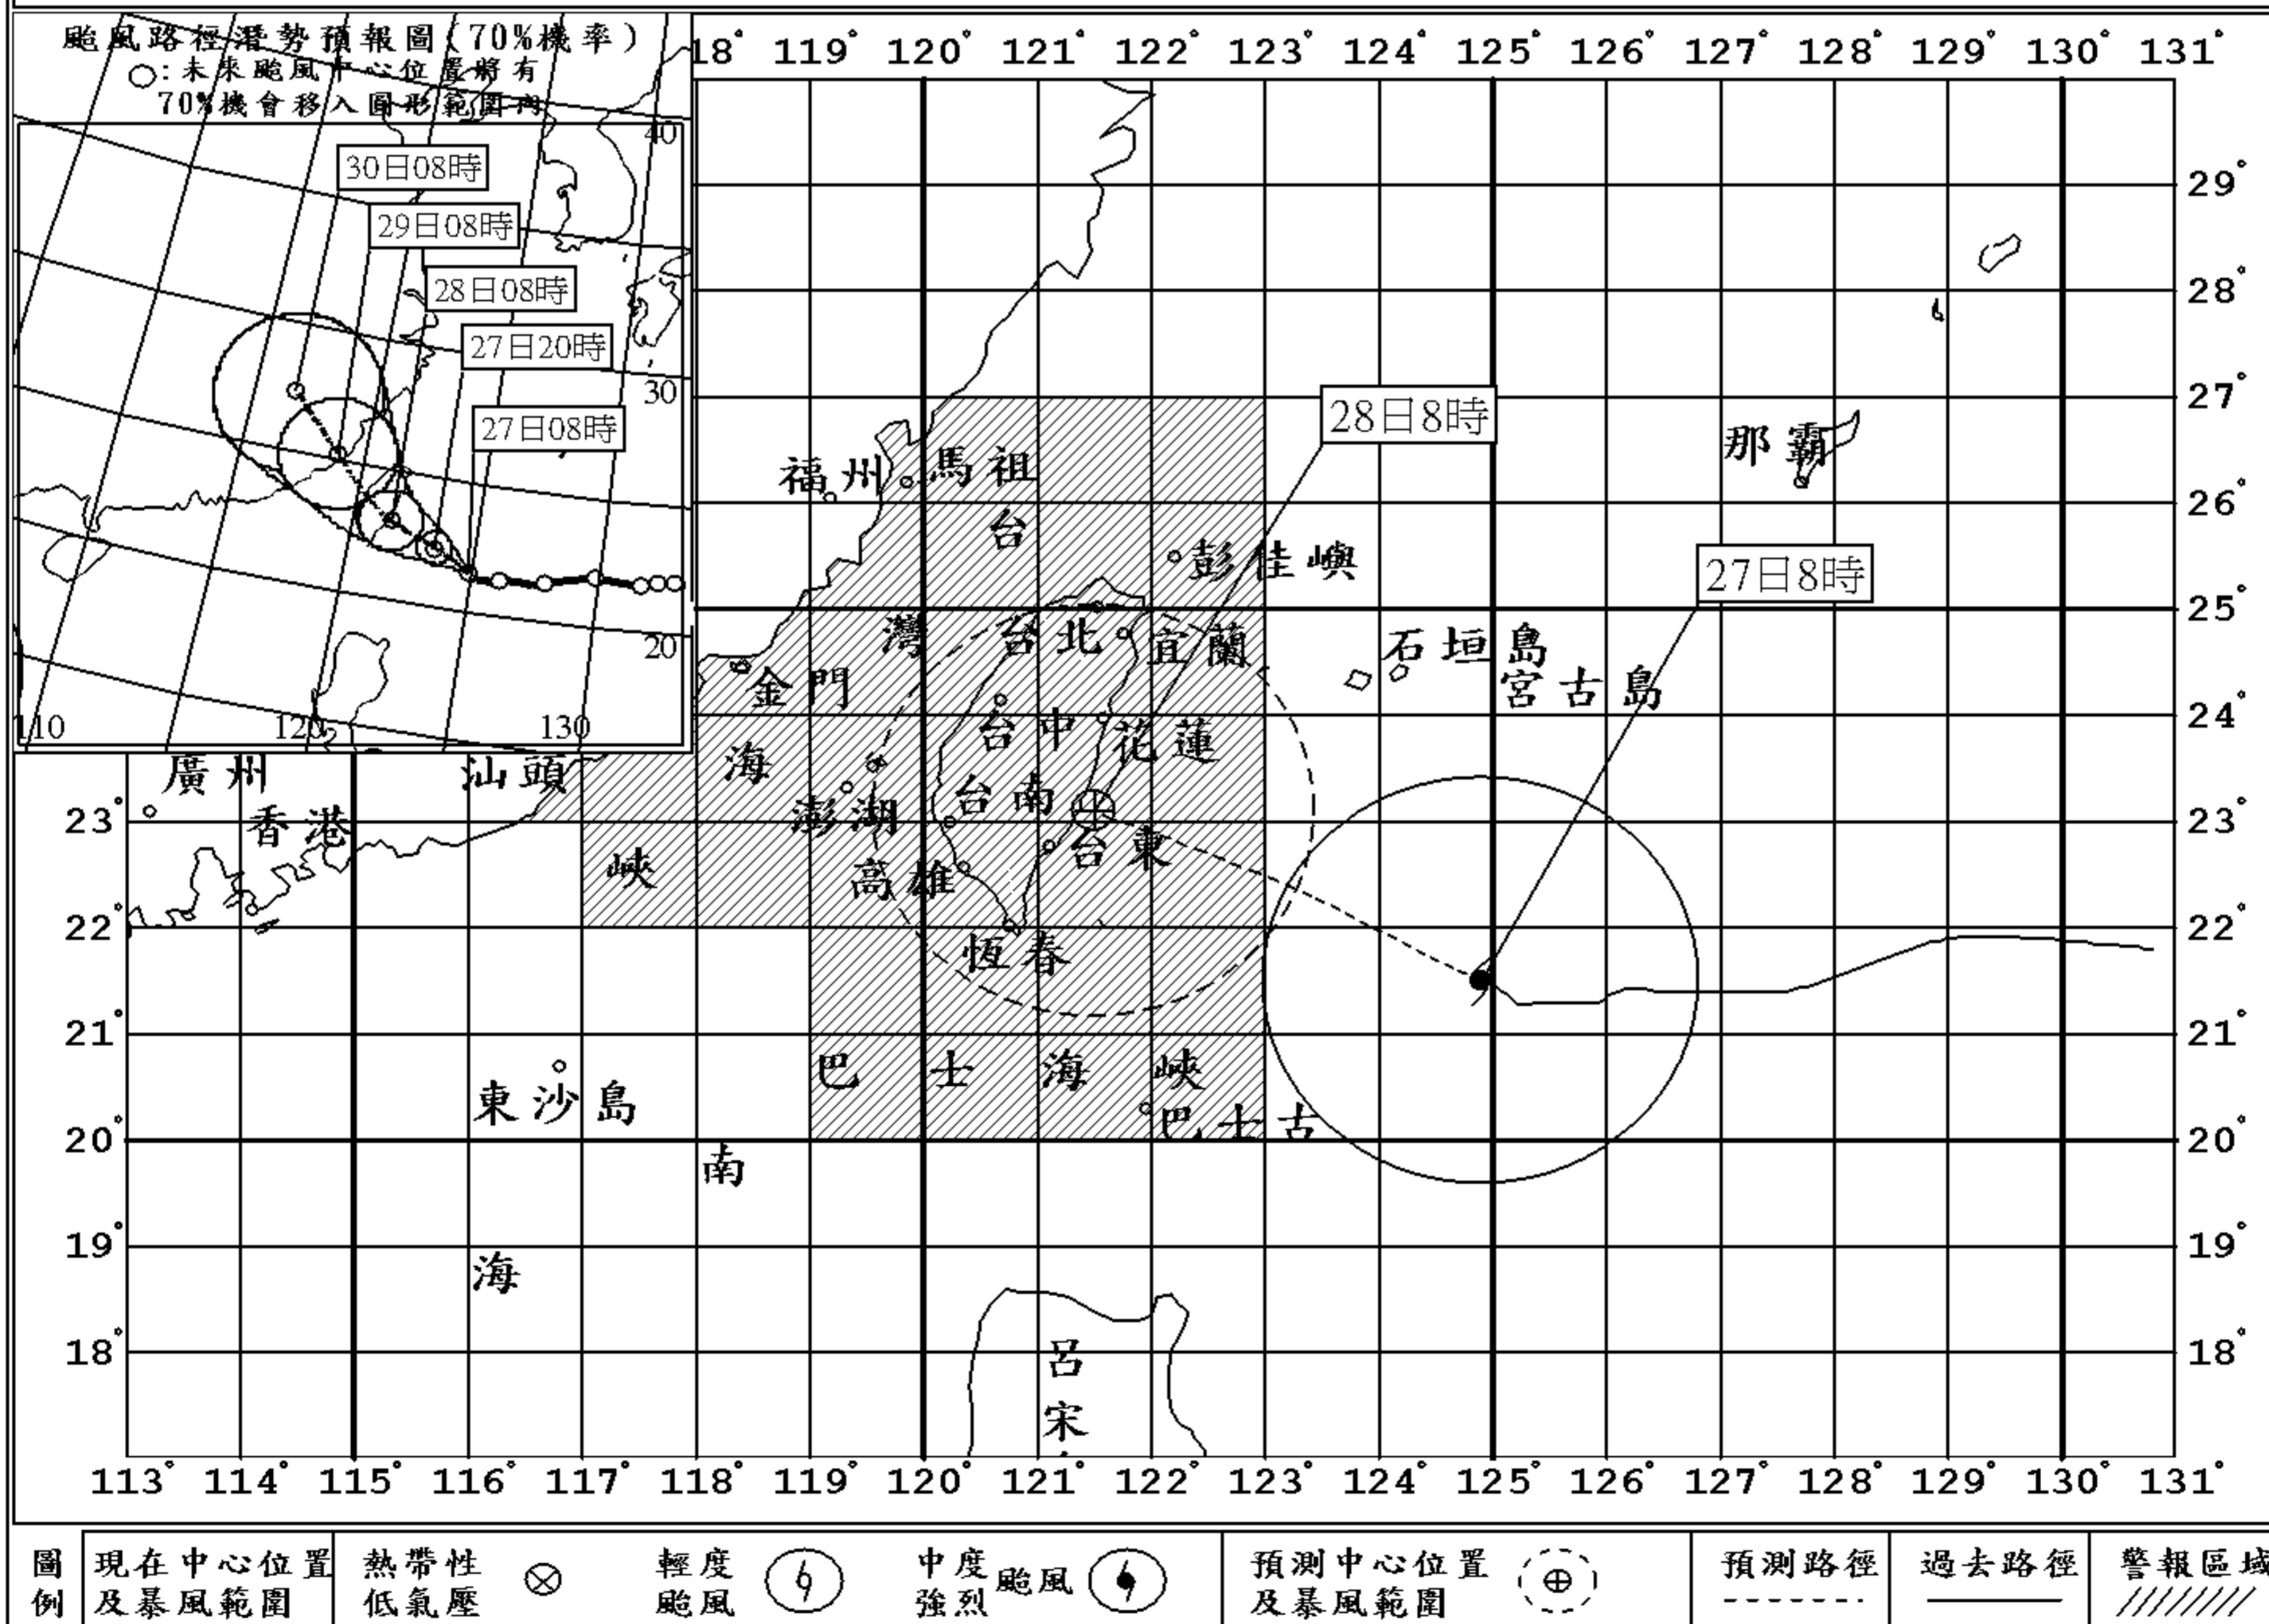 颱風路徑潛勢預報圖(70%機率)
○:未來颱風中心位置將有
70%機會移入圓形範圍內
40
30日08時
29日08時
28日08時
27日20時
30
27日08時
20
110
120
130
18° 119° 120° 121° 122° 123° 124° 125° 126° 127° 128° 129° 130° 131°
29°
28°
27°
28日8時
那霸
福州
馬祖
26°
台
彭佳嶼
27日8時
25°
灣
台北
宜蘭
石垣島
金門
宮古島
24°
台中
花蓮
海
廣州
汕頭
台南
澎湖
香港
23°
23°
台東
峽
高雄
22°
22°
恆春
21°
21°
巴士海峽
東沙島
巴士古
20°
20°
南
19°
19°
海
18°
18°
呂
宋
113° 114° 115° 116° 117° 118° 119° 120° 121° 122° 123° 124° 125° 126° 127° 128° 129° 130° 131°
圖例
現在中心位置
及暴風範圍
熱帶性
低氣壓
輕度
颱風
中度
強烈
颱風
預測中心位置
及暴風範圍
預測路徑
過去路徑
警報區域